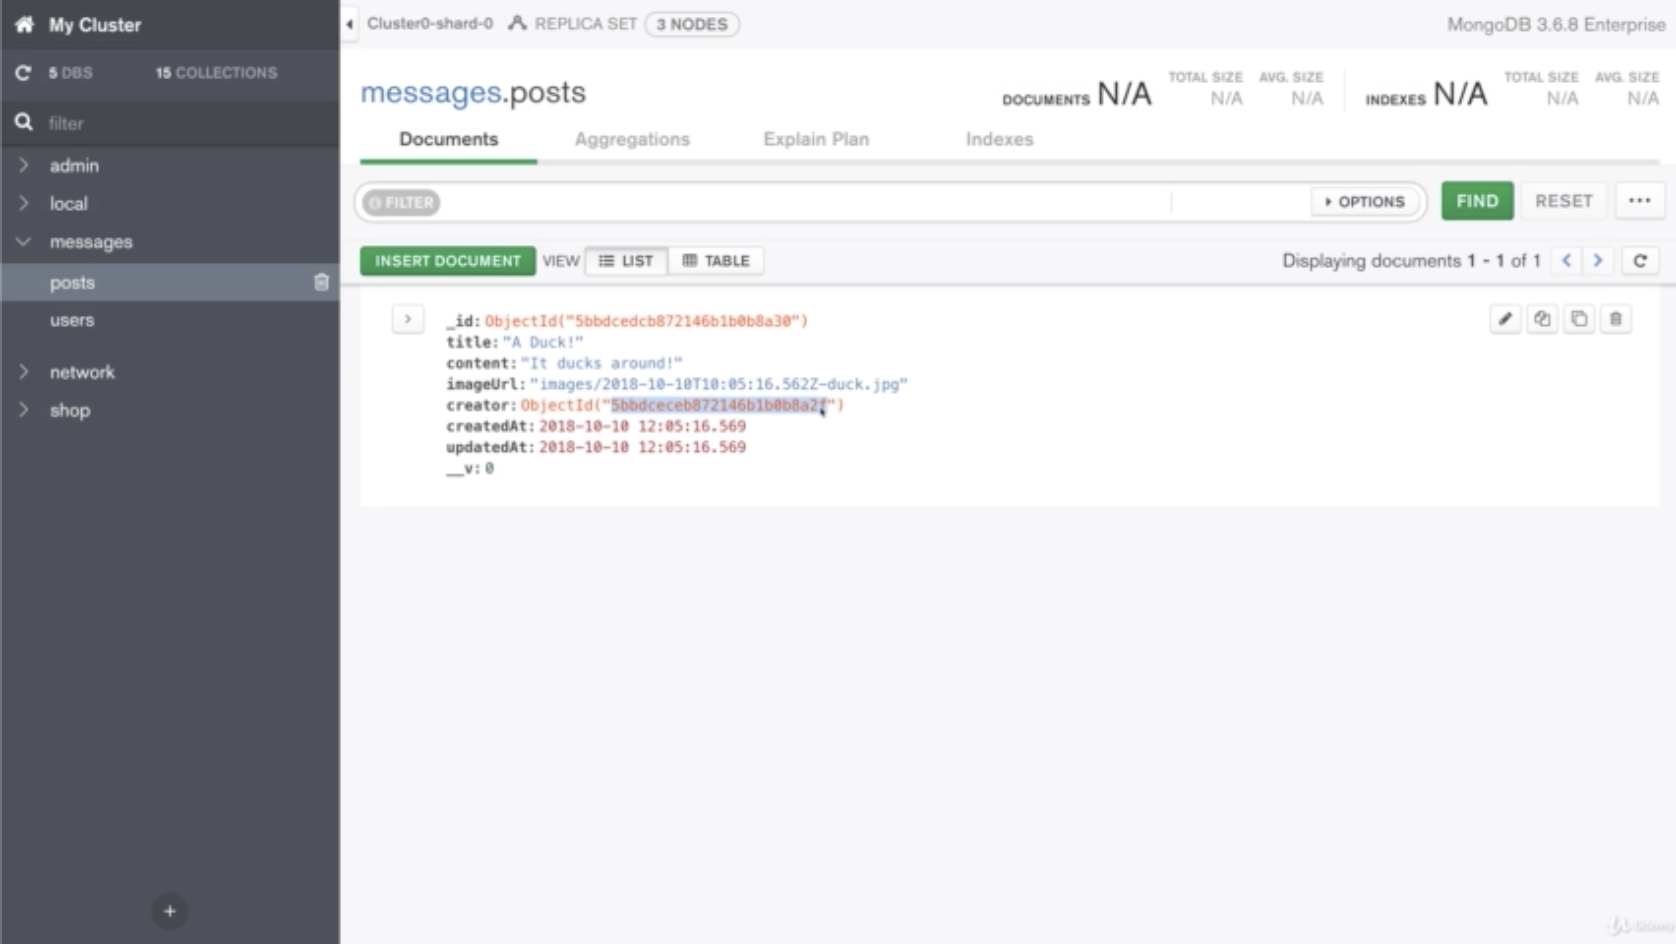 My Cluster
5 DBS 15 COLLECTIONS
filter
admin
local
messages
posts
users
network
shop
+
Cluster0-shard-0 REPLICA SET 3 NODES MongoDB 3.6.8 Enterprise
messages.posts
DOCUMENTS N/A TOTAL SIZE N/A AVG. SIZE N/A INDEXES N/A TOTAL SIZE N/A AVG. SIZE N/A
Documents Aggregations Explain Plan Indexes
FILTER OPTIONS FIND RESET ...
INSERT DOCUMENT VIEW LIST TABLE Displaying documents 1 - 1 of 1
_id: ObjectId("5bbdcedcb872146b1b0b8a30")
title: "A Duck!"
content: "It ducks around!"
imageUrl: "images/2018-10-10T10:05:16.562Z-duck.jpg"
creator: ObjectId("5bbdceceb872146b1b0b8a2f")
createdAt: 2018-10-10 12:05:16.569
updatedAt: 2018-10-10 12:05:16.569
__v: 0
Udemy